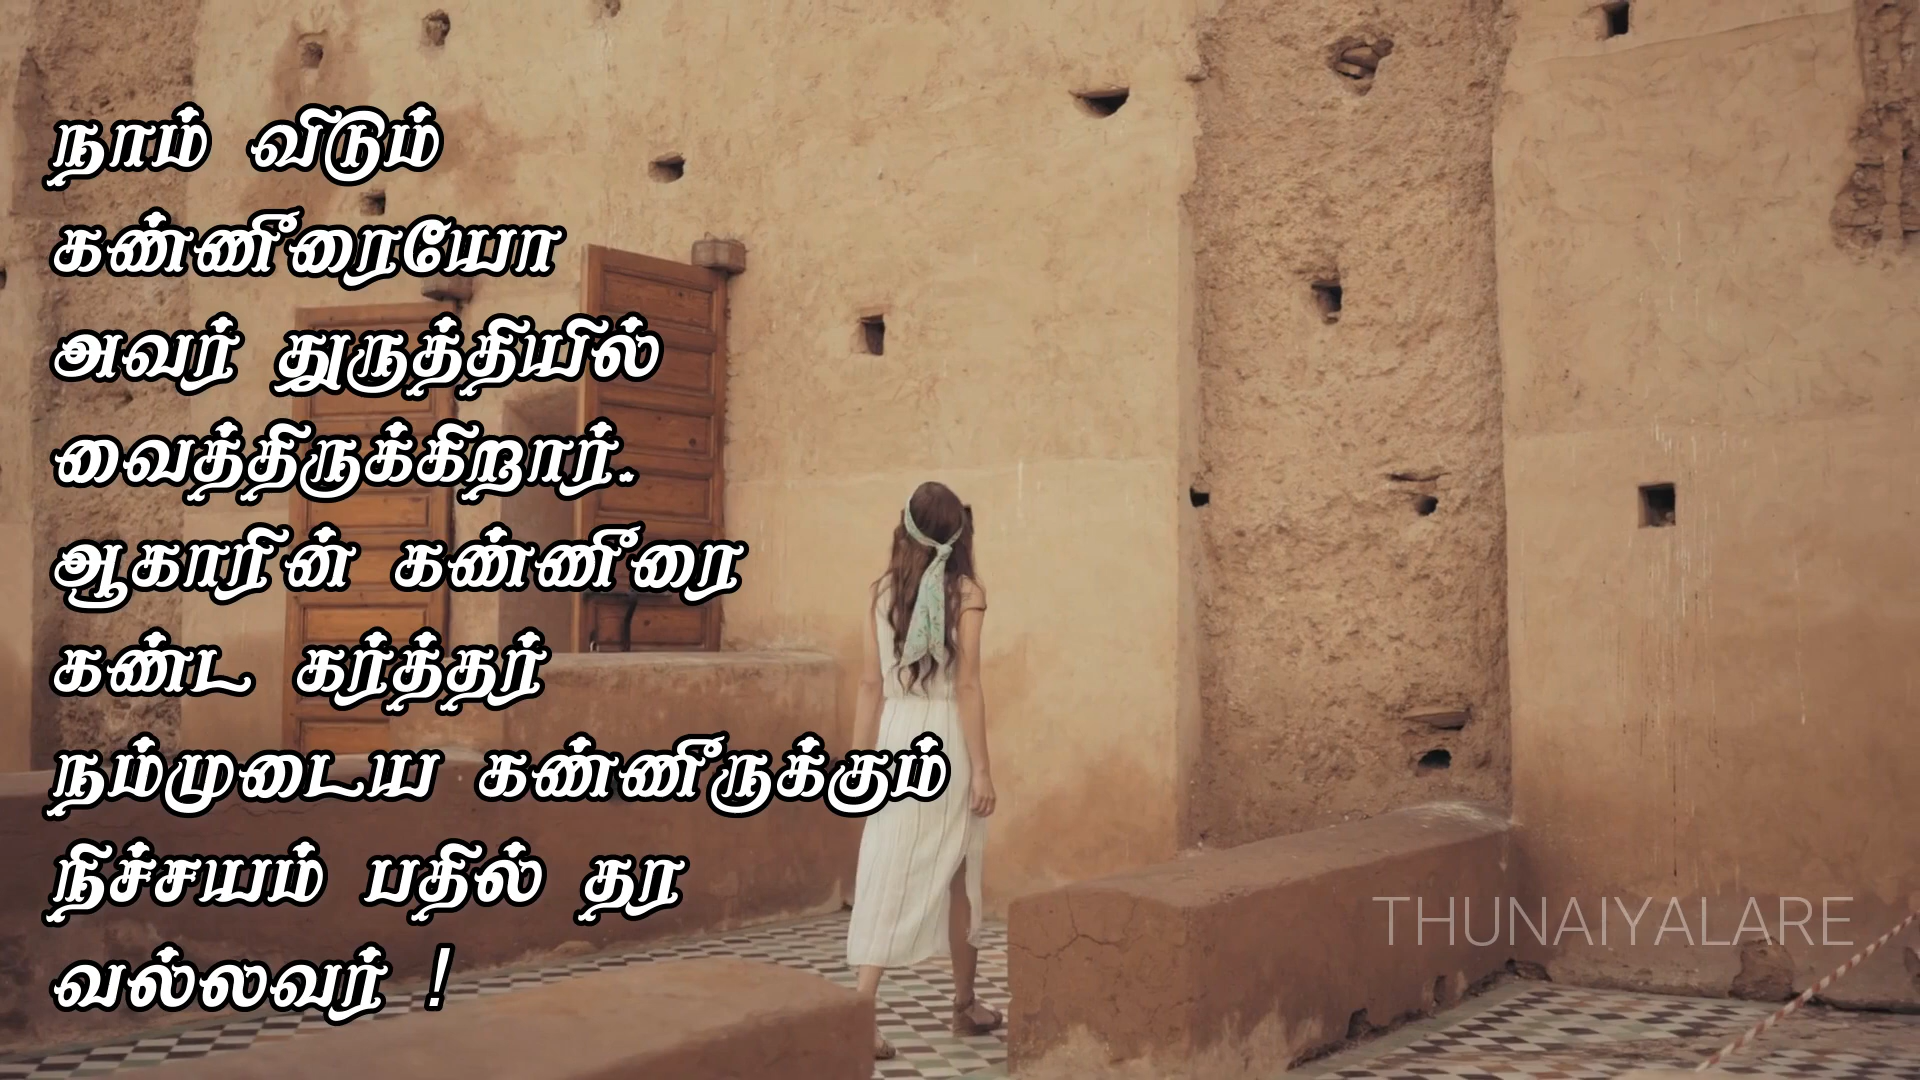 நாம் விடும்
கண்ணீரையோ
அவர் துருத்தியில்
வைத்திருக்கிறார்.
ஆகாரின் கண்ணீரை
கண்ட கர்த்தர்
நம்முடைய கண்ணீருக்கும்
நிச்சயம் பதில் தர
வல்லவர் !
THUNAIYALARE